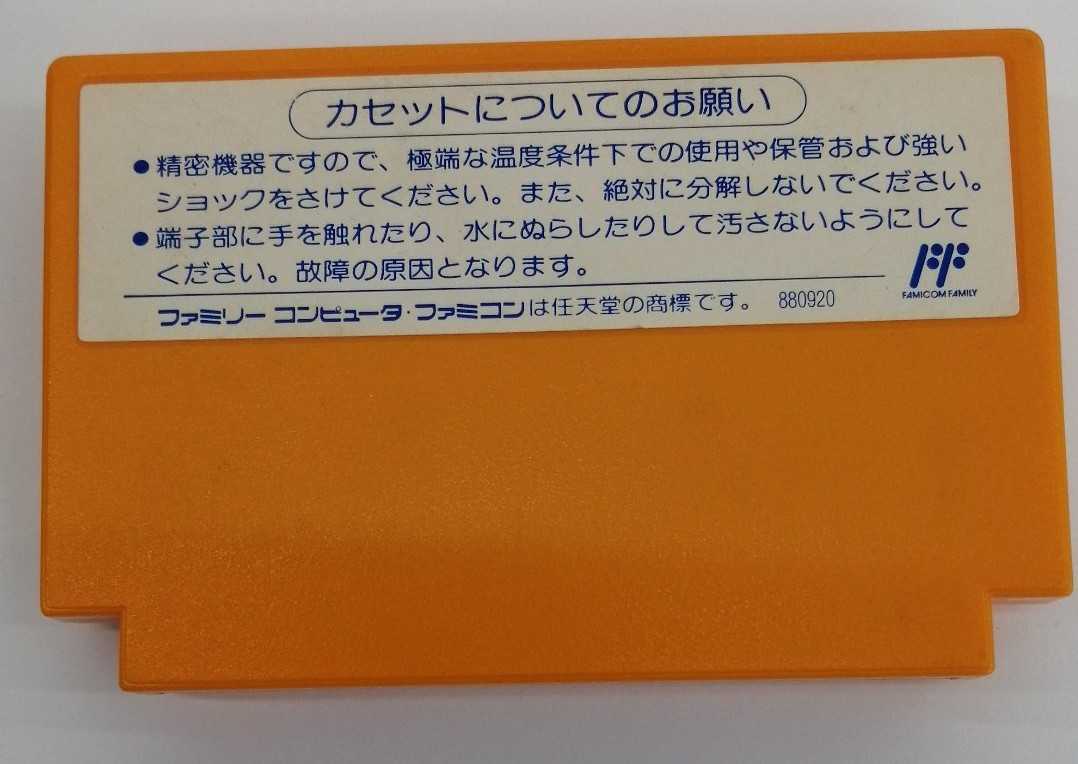 カセットについてのお願い
●精密機器ですので、極端な温度条件下での使用や保管および強い
ショックをさけてください。また、絶対に分解しないでください。
●端子部に手を触れたり、水にぬらしたりして汚さないようにして
ください。故障の原因となります。
FF
FAMICOM FAMILY
ファミリー コンピュータ・ファミコンは任天堂の商標です。 880920